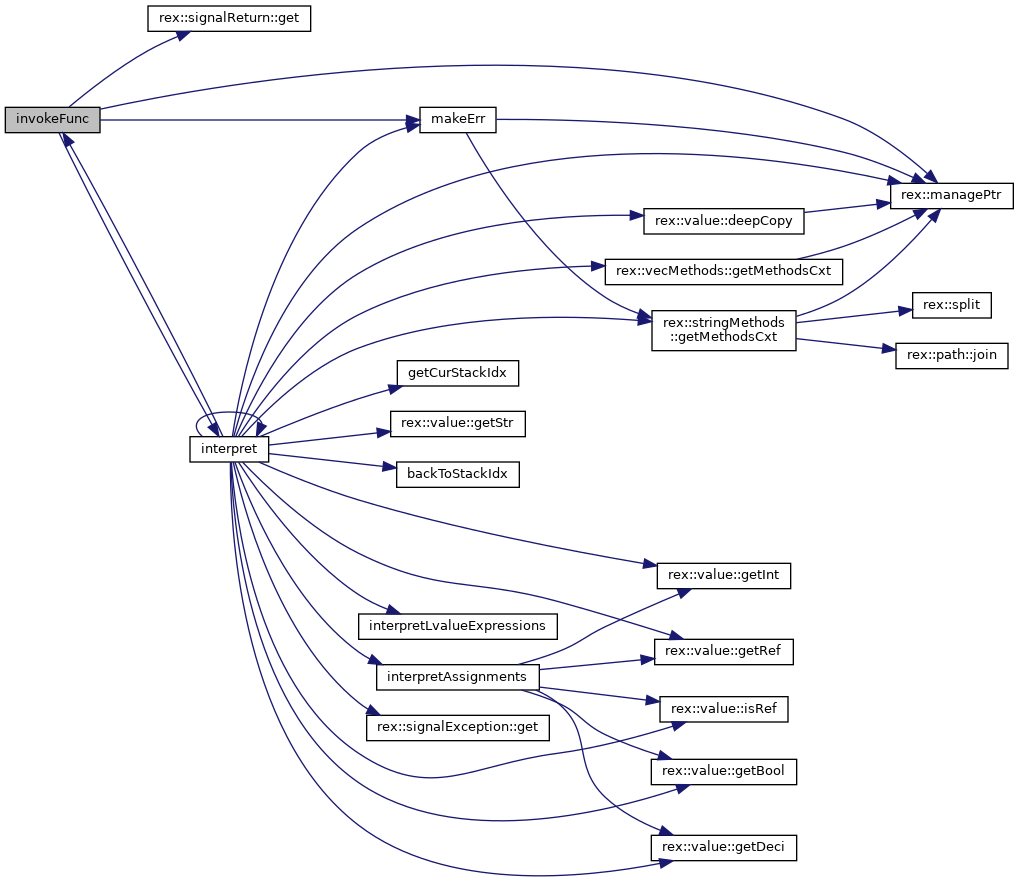 rex::signalReturn::get
invokeFunc
makeErr
rex::managePtr
rex::value::deepCopy
rex::vecMethods::getMethodsCxt
rex::split
rex::stringMethods
::getMethodsCxt
rex::path::join
getCurStackIdx
rex::value::getStr
interpret
backToStackIdx
rex::value::getInt
interpretLvalueExpressions
rex::value::getRef
interpretAssignments
rex::value::isRef
rex::signalException::get
rex::value::getBool
rex::value::getDeci